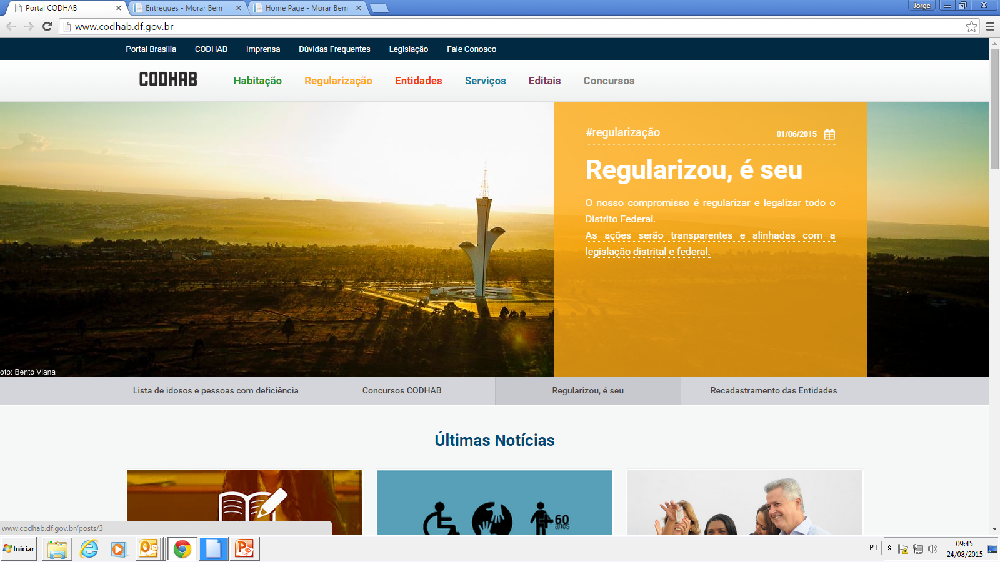 Portal CODHAB
Entregues - Morar Bem
Home Page - Morar Bem
Jorge
www.codhab.df.gov.br
Portal Brasília
CODHAB
Imprensa
Dúvidas Frequentes
Legislação
Fale Conosco
CODHAB
Habitação
Regularização
Entidades
Serviços
Editais
Concursos
#regularização
01/06/2015
Regularizou, é seu
O nosso compromisso é regularizar e legalizar todo o
Distrito Federal.
As ações serão transparentes e alinhadas com a
legislação distrital e federal.
oto: Bento Viana
Lista de idosos e pessoas com deficiência
Concursos CODHAB
Regularizou, é seu
Recadastramento das Entidades
Últimas Notícias
60
anos
www.codhab.df.gov.br/posts/3
Iniciar
PT
09:45
24/08/2015